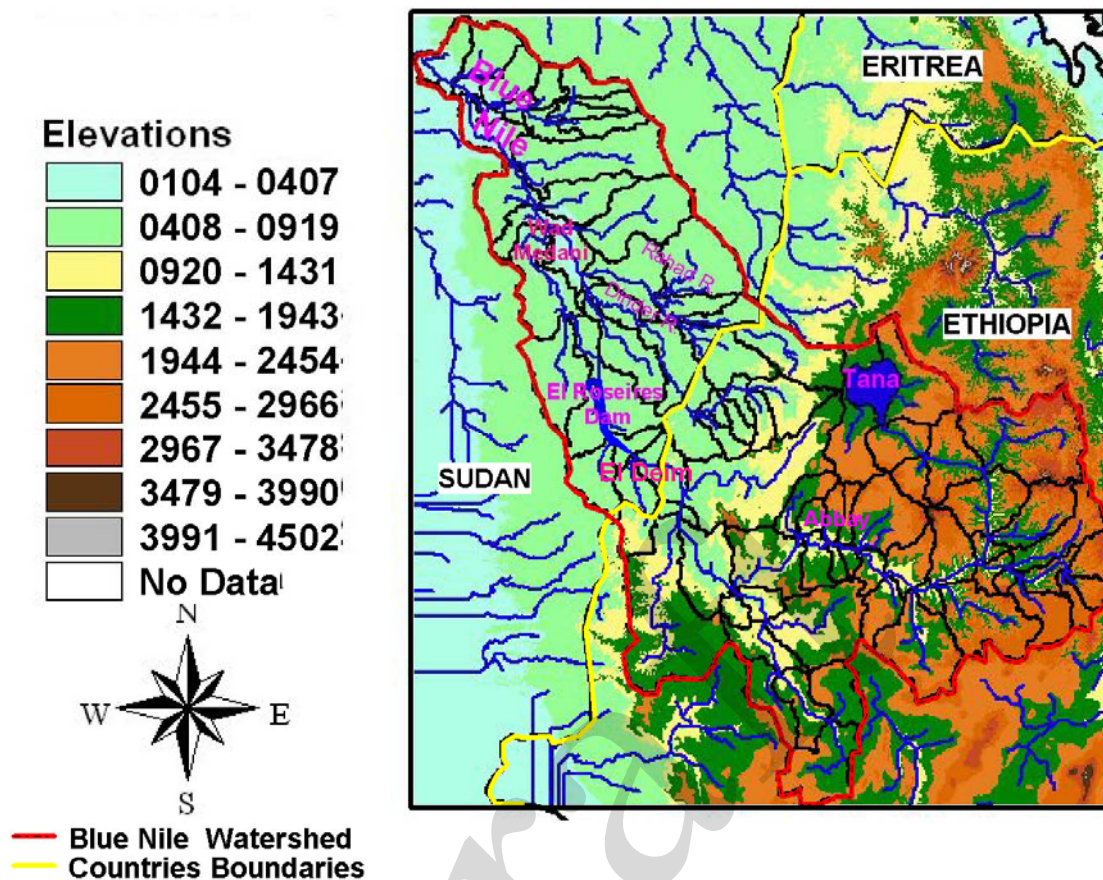 Elevations
0104 - 0407
0408 - 0919
0920 - 1431
1432 - 1943
1944 - 2454
2455 - 2966
2967 - 3478
3479 - 3990
3991 - 4502
No Data
N
W E
S
Blue Nile Watershed
Countries Boundaries
ERITREA
Blue
Nile
Wad
Medani
Rahad R.
Dinder R.
ETHIOPIA
Tana
El Roseires
Dam
El Deim
SUDAN
Abbay